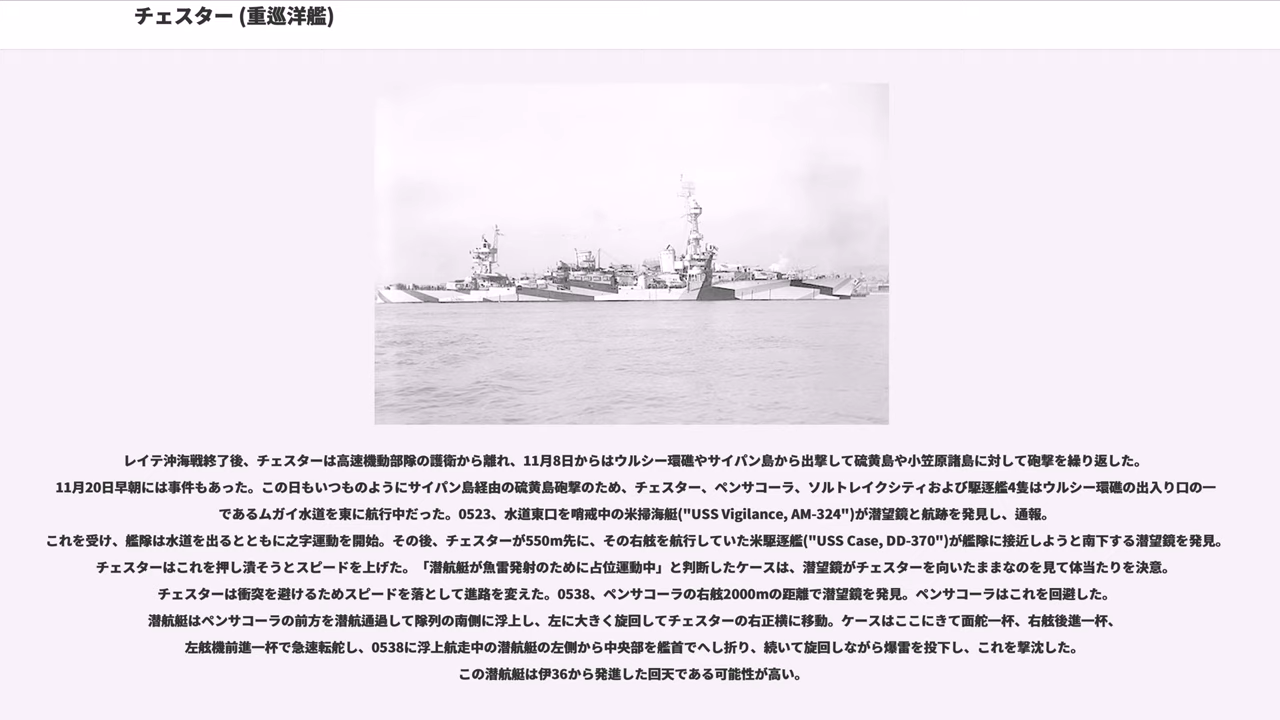 チェスター (重巡洋艦)
レイテ沖海戦終了後、チェスターは高速機動部隊の護衛から離れ、11月8日からはウルシー環礁やサイパン島から出撃して硫黄島や小笠原諸島に対して砲撃を繰り返した。
11月20日早朝には事件もあった。この日もいつものようにサイパン島経由の硫黄島砲撃のため、チェスター、ペンサコーラ、ソルトレイクシティおよび駆逐艦4隻はウルシー環礁の出入り口の一
であるムガイ水道を東に航行中だった。0523、水道東口を哨戒中の米掃海艇("USS Vigilance, AM-324")が潜望鏡と航跡を発見し、通報。
これを受け、艦隊は水道を出るとともに之字運動を開始。その後、チェスターが550m先に、その右舷を航行していた米駆逐艦("USS Case, DD-370")が艦隊に接近しようと南下する潜望鏡を発見。
チェスターはこれを押し潰そうとスピードを上げた。「潜航艇が魚雷発射のために占位運動中」と判断したケースは、潜望鏡がチェスターを向いたままなのを見て体当たりを決意。
チェスターは衝突を避けるためスピードを落として進路を変えた。0538、ペンサコーラの右舷2000mの距離で潜望鏡を発見。ペンサコーラはこれを回避した。
潜航艇はペンサコーラの前方を潜航通過して隊列の南側に浮上し、左に大きく旋回してチェスターの右正横に移動。ケースはここにきて面舵一杯、右舷後進一杯、
左舷機前進一杯で急速転舵し、0538に浮上航走中の潜航艇の左側から中央部を艦首でへし折り、続いて旋回しながら爆雷を投下し、これを撃沈した。
この潜航艇は伊36から発進した回天である可能性が高い。